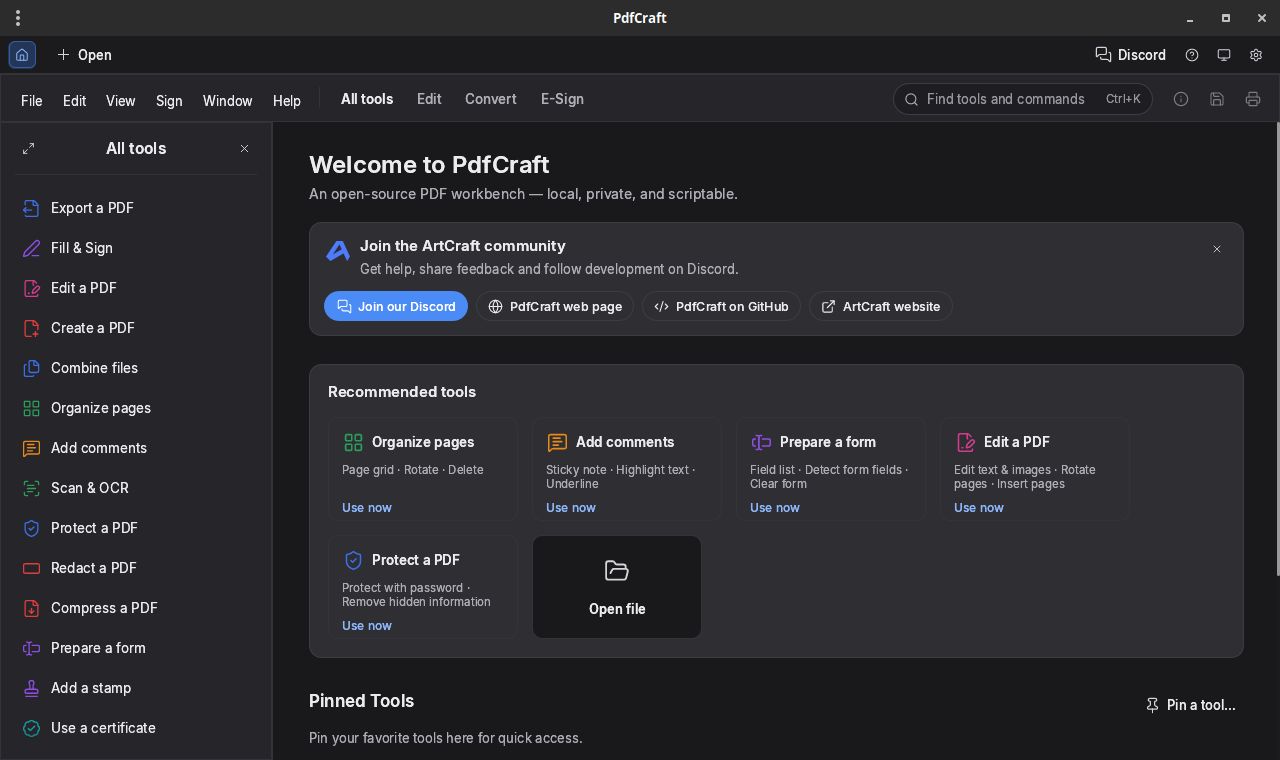 PdfCraft
Open
Discord
File Edit View Sign Window Help
All tools Edit Convert E-Sign
Find tools and commands Ctrl+K
All tools
Export a PDF
Fill & Sign
Edit a PDF
Create a PDF
Combine files
Organize pages
Add comments
Scan & OCR
Protect a PDF
Redact a PDF
Compress a PDF
Prepare a form
Add a stamp
Use a certificate
Welcome to PdfCraft
An open-source PDF workbench — local, private, and scriptable.
Join the ArtCraft community
Get help, share feedback and follow development on Discord.
Join our Discord
PdfCraft web page
PdfCraft on GitHub
ArtCraft website
Recommended tools
Organize pages
Page grid · Rotate · Delete
Use now
Add comments
Sticky note · Highlight text ·
Underline
Use now
Prepare a form
Field list · Detect form fields ·
Clear form
Use now
Edit a PDF
Edit text & images · Rotate
pages · Insert pages
Use now
Protect a PDF
Protect with password ·
Remove hidden information
Use now
Open file
Pinned Tools
Pin a tool...
Pin your favorite tools here for quick access.